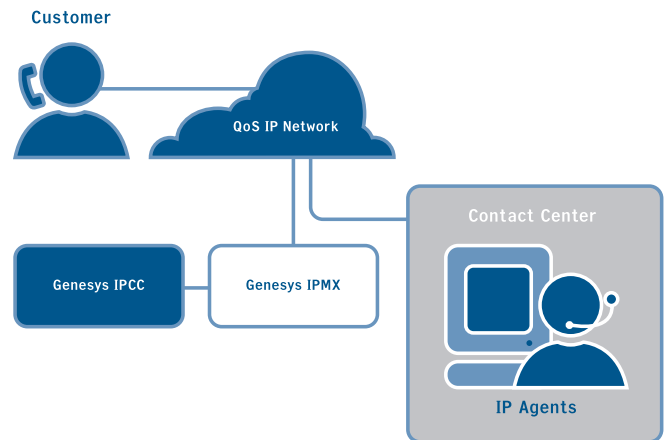 Customer
QoS IP Network
Contact Center
Genesys IPCC
Genesys IPMX
IP Agents